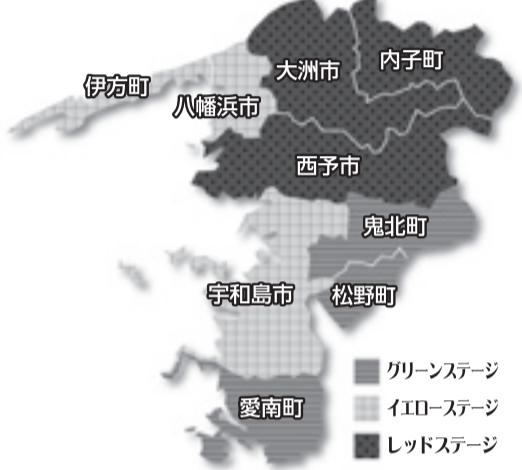 内子町
大洲市
伊方町
八幡浜市
西予市
鬼北町
宇和島市
松野町
グリーンステージ
イエローステージ
愛南町
レッドステージ